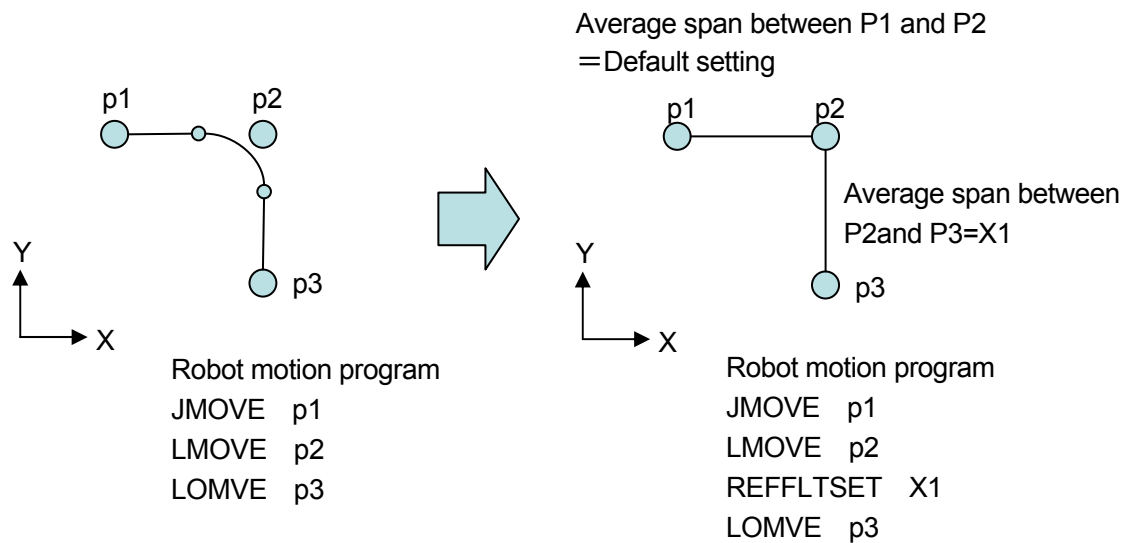 p1
p2
p3
Y
X
Robot motion program
JMOVE p1
LMOVE p2
LOMVE p3
Average span between P1 and P2
＝Default setting
p1
p2
Average span between
P2and P3=X1
p3
Y
X
Robot motion program
JMOVE p1
LMOVE p2
REFFLTSET X1
LOMVE p3